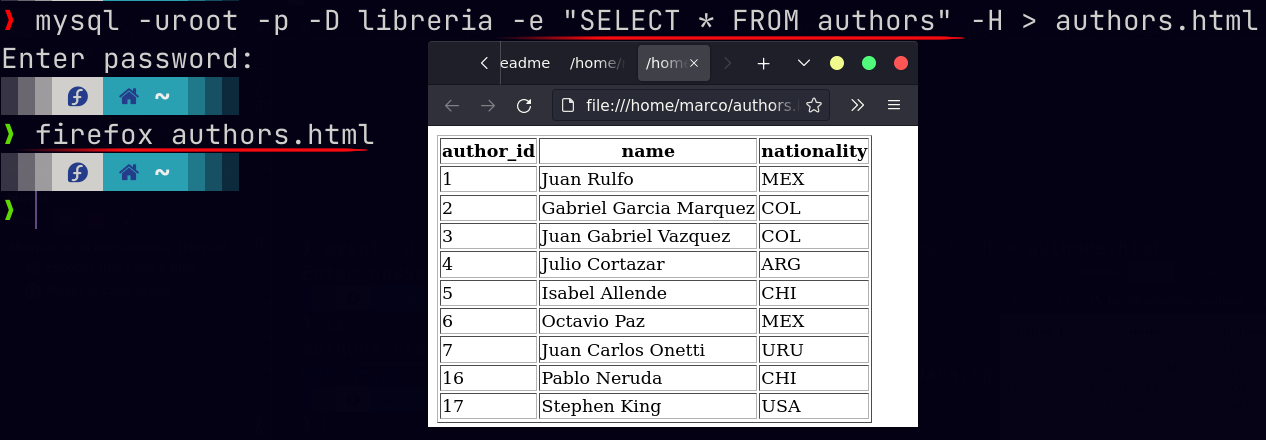 ❱ mysql -uroot -p -D libreria -e "SELECT * FROM authors" -H > authors.html
Enter password:
~
❱ firefox authors.html
~
❱
readme /home/ /home
file:///home/marco/authors.
author_id name nationality
1 Juan Rulfo MEX
2 Gabriel Garcia Marquez COL
3 Juan Gabriel Vazquez COL
4 Julio Cortazar ARG
5 Isabel Allende CHI
6 Octavio Paz MEX
7 Juan Carlos Onetti URU
16 Pablo Neruda CHI
17 Stephen King USA